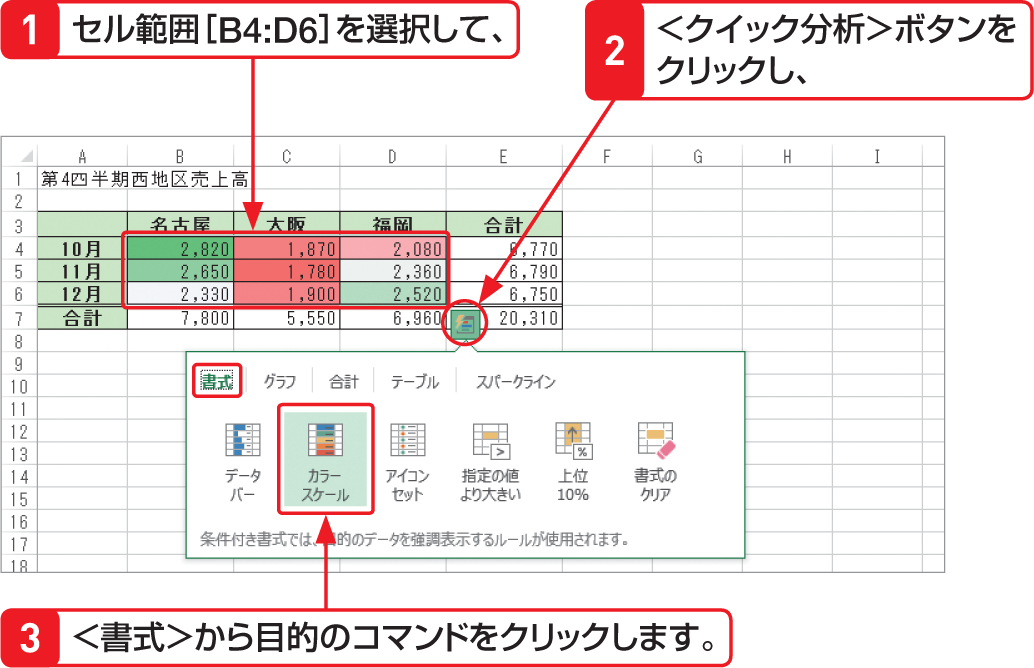 1 セル範囲[B4:D6]を選択して、
2 <クイック分析>ボタンを
クリックし、
A B C D E F G H I
1 第4四半期西地区売上高
2
3 名古屋 大阪 福岡 合計
4 10月 2,820 1,870 2,080 6,770
5 11月 2,650 1,780 2,360 6,790
6 12月 2,330 1,900 2,520 6,750
7 合計 7,800 5,550 6,960 20,310
8
9
書式 グラフ 合計 テーブル スパークライン
10
11
12
13
14
15
16
17
18
データ
バー
カラー
スケール
アイコン
セット
指定の値
より大きい
上位
10%
書式の
クリア
条件付き書式では、目的のデータを強調表示するルールが使用されます。
3 <書式>から目的のコマンドをクリックします。